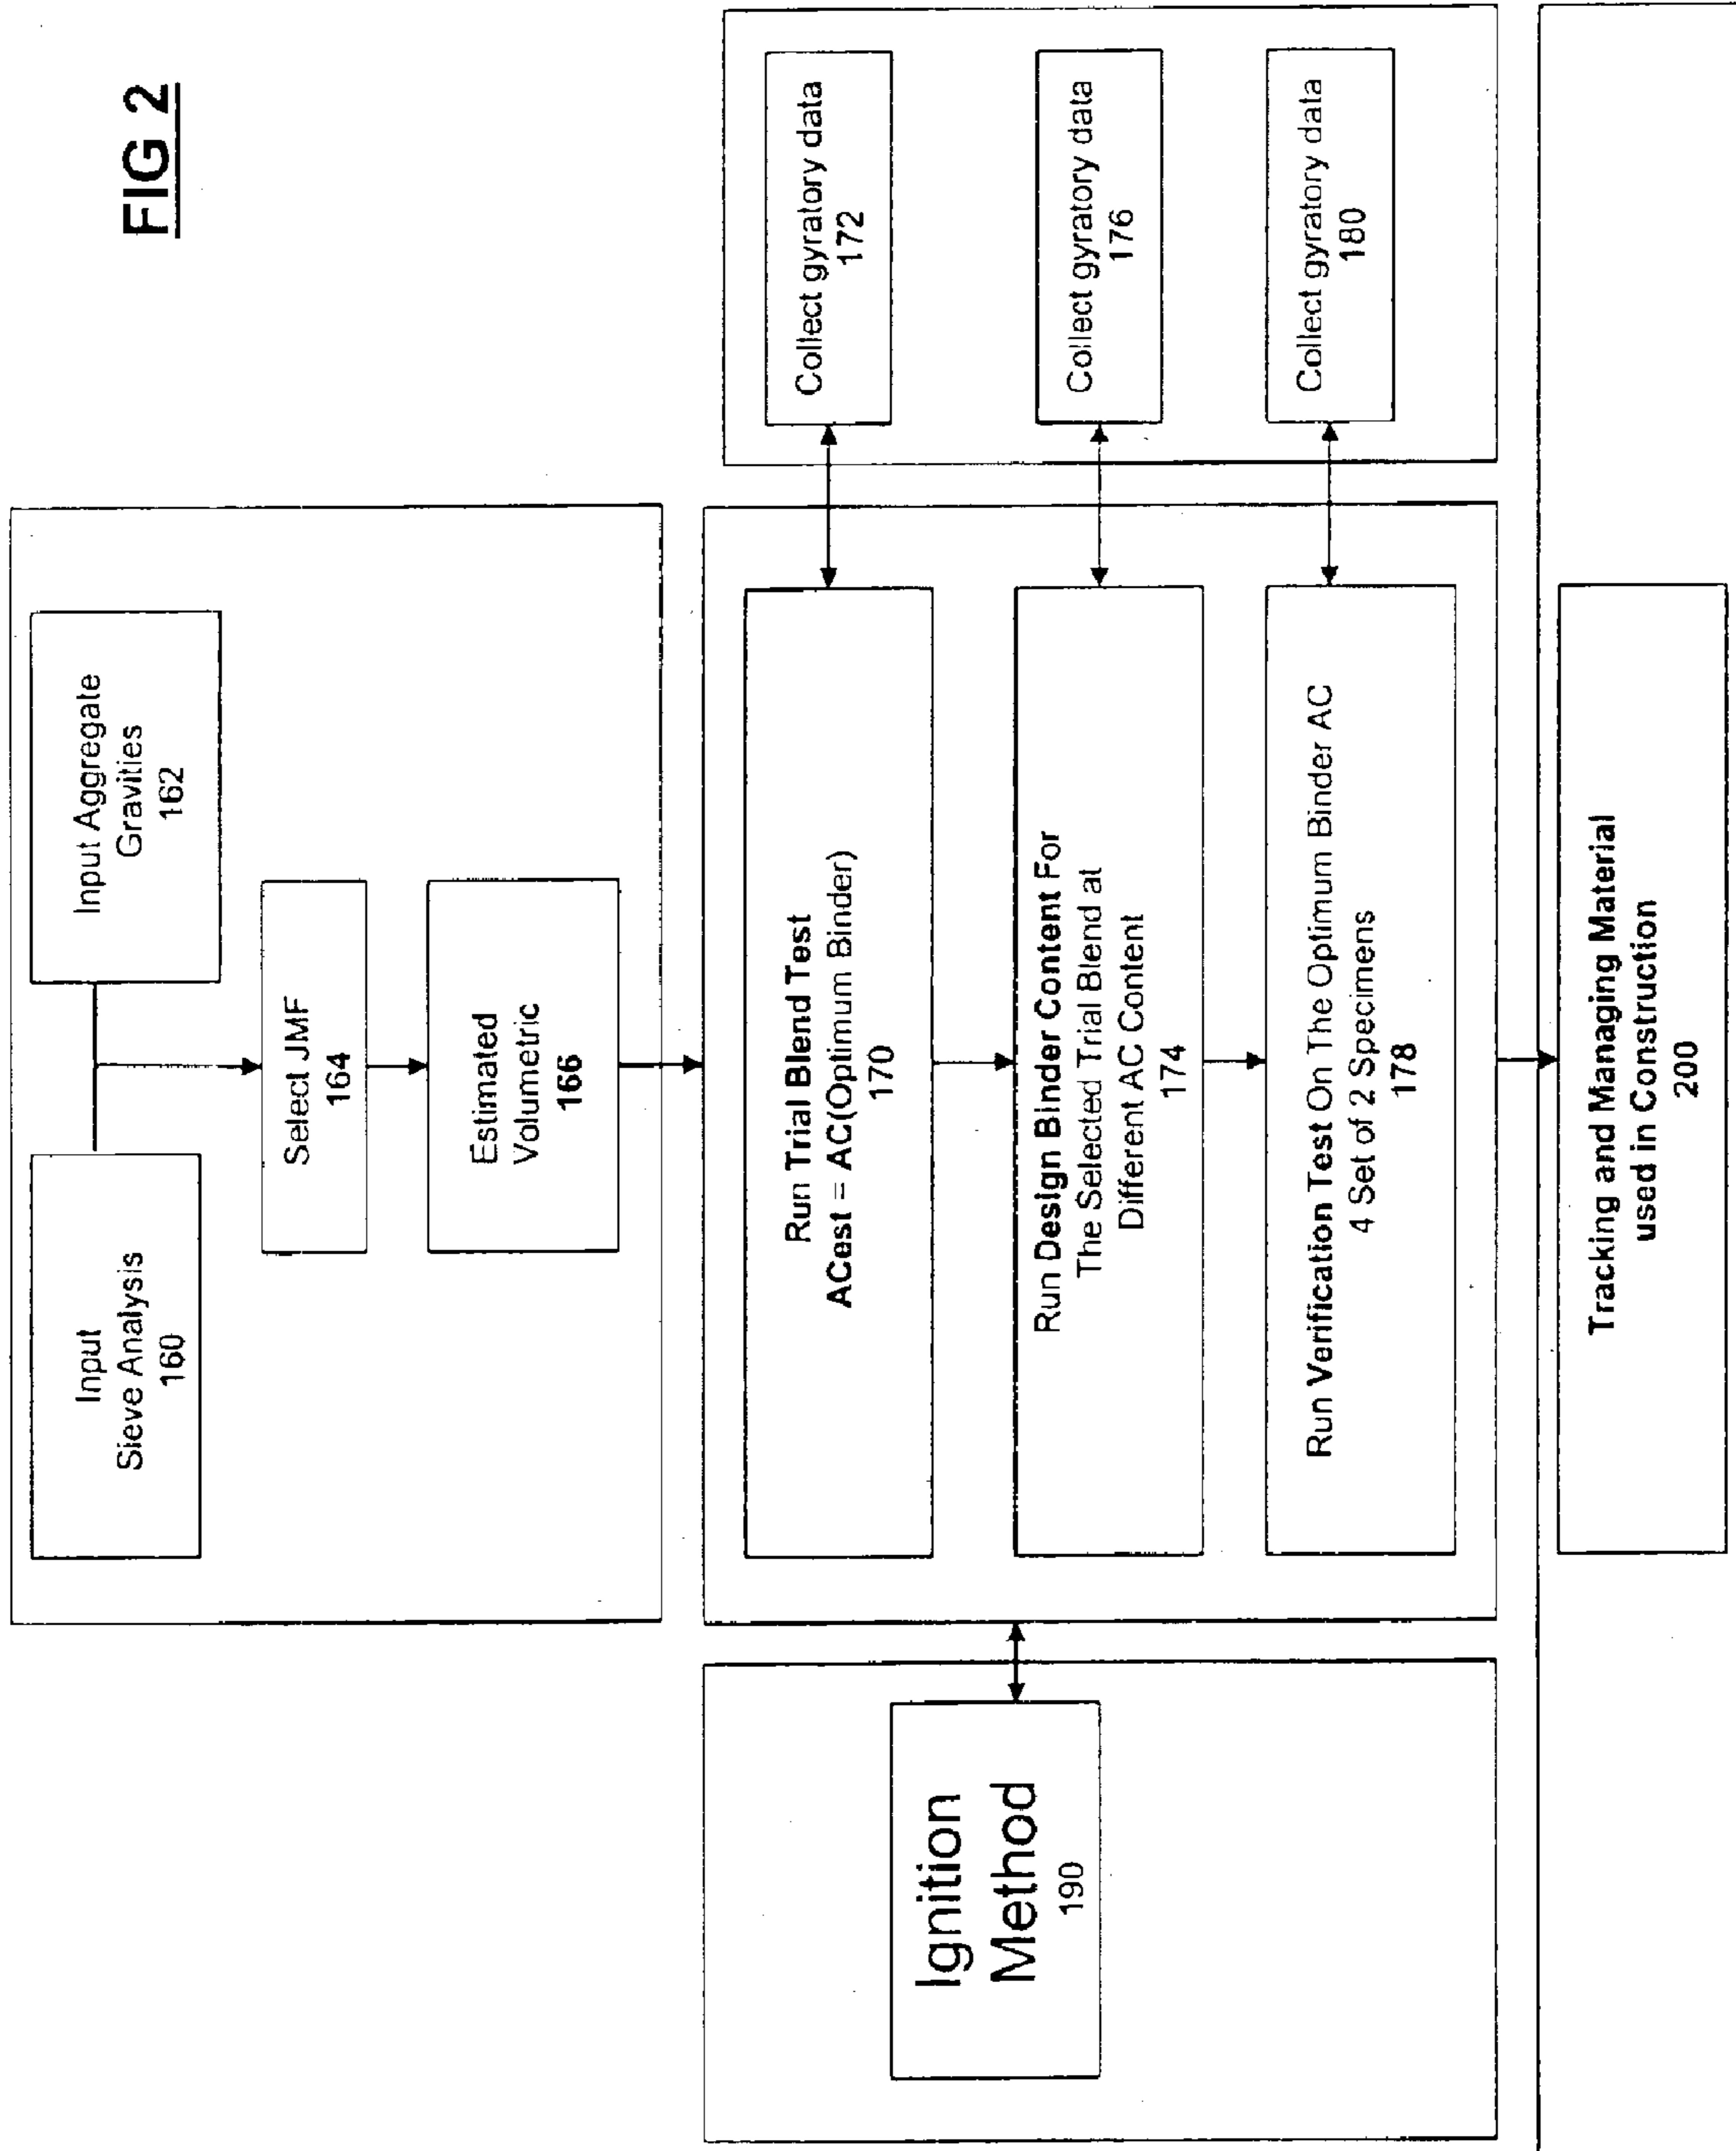 FIG 2
Input
Sieve Analysis
160
Input Aggregate
Gravities
162
Select JMF
164
Estimated
Volumetric
166
Run Trial Blend Test
ACest = AC(Optimum Binder)
170
Collect gyratory data
172
Run Design Binder Content For
The Selected Trial Blend at
Different AC Content
174
Collect gyratory data
176
Run Verification Test On The Optimum Binder AC
4 Set of 2 Specimens
178
Collect gyratory data
180
Ignition
Method
190
Tracking and Managing Material
used in Construction
200